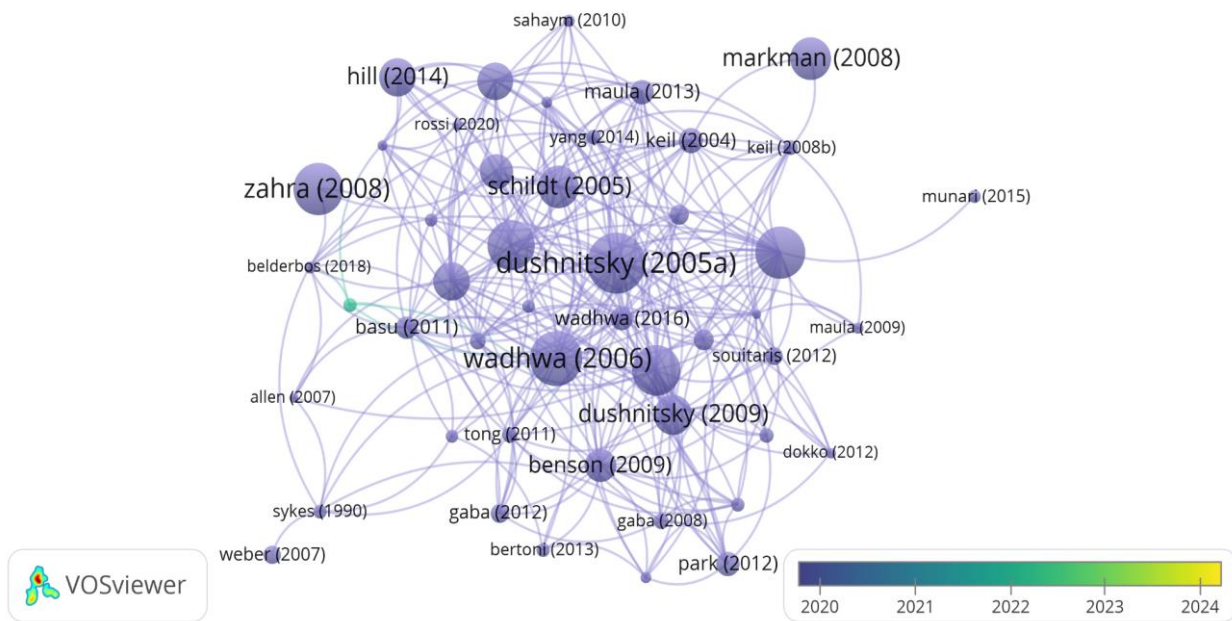 sahaym (2010)
markman (2008)
hill (2014)
maula (2013)
rossi (2020)
yang (2014)
keil (2004)
keil (2008b)
zahra (2008)
schildt (2005)
munari (2015)
dushnitsky (2005a)
belderbos (2018)
wadhwa (2016)
basu (2011)
maula (2009)
souitaris (2012)
wadhwa (2006)
allen (2007)
dushnitsky (2009)
tong (2011)
dokko (2012)
benson (2009)
sykes (1990)
gaba (2012)
gaba (2008)
weber (2007)
bertoni (2013)
park (2012)
VOSviewer
2020 2021 2022 2023 2024